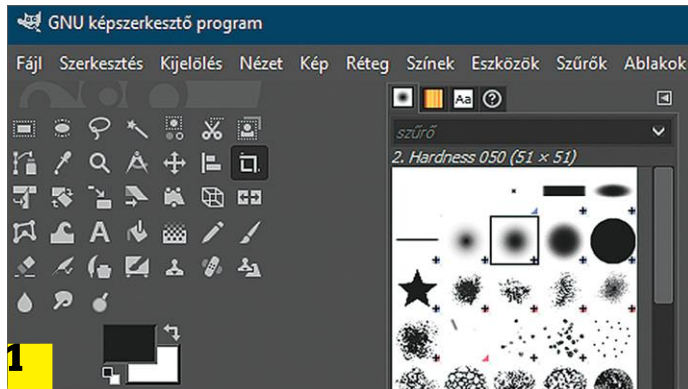 GNU képszerkesztő program
Fájl Szerkesztés Kijelölés Nézet Kép Réteg Színek Eszközök Szűrők Ablakok
Aa
szűrő
2. Hardness 050 (51 × 51)
A
1